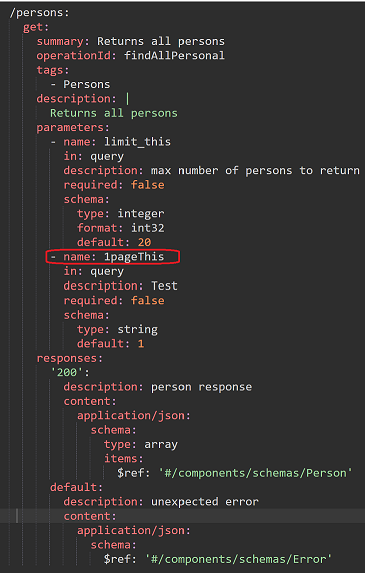 /persons:
get:
summary: Returns all persons
operationId: findAllPersonal
tags:
- Persons
description: |
Returns all persons
parameters:
- name: limit_this
in: query
description: max number of persons to return
required: false
schema:
type: integer
format: int32
default: 20
- name: 1pageThis
in: query
description: Test
required: false
schema:
type: string
default: 1
responses:
'200':
description: person response
content:
application/json:
schema:
type: array
items:
$ref: '#/components/schemas/Person'
default:
description: unexpected error
content:
application/json:
schema:
$ref: '#/components/schemas/Error'